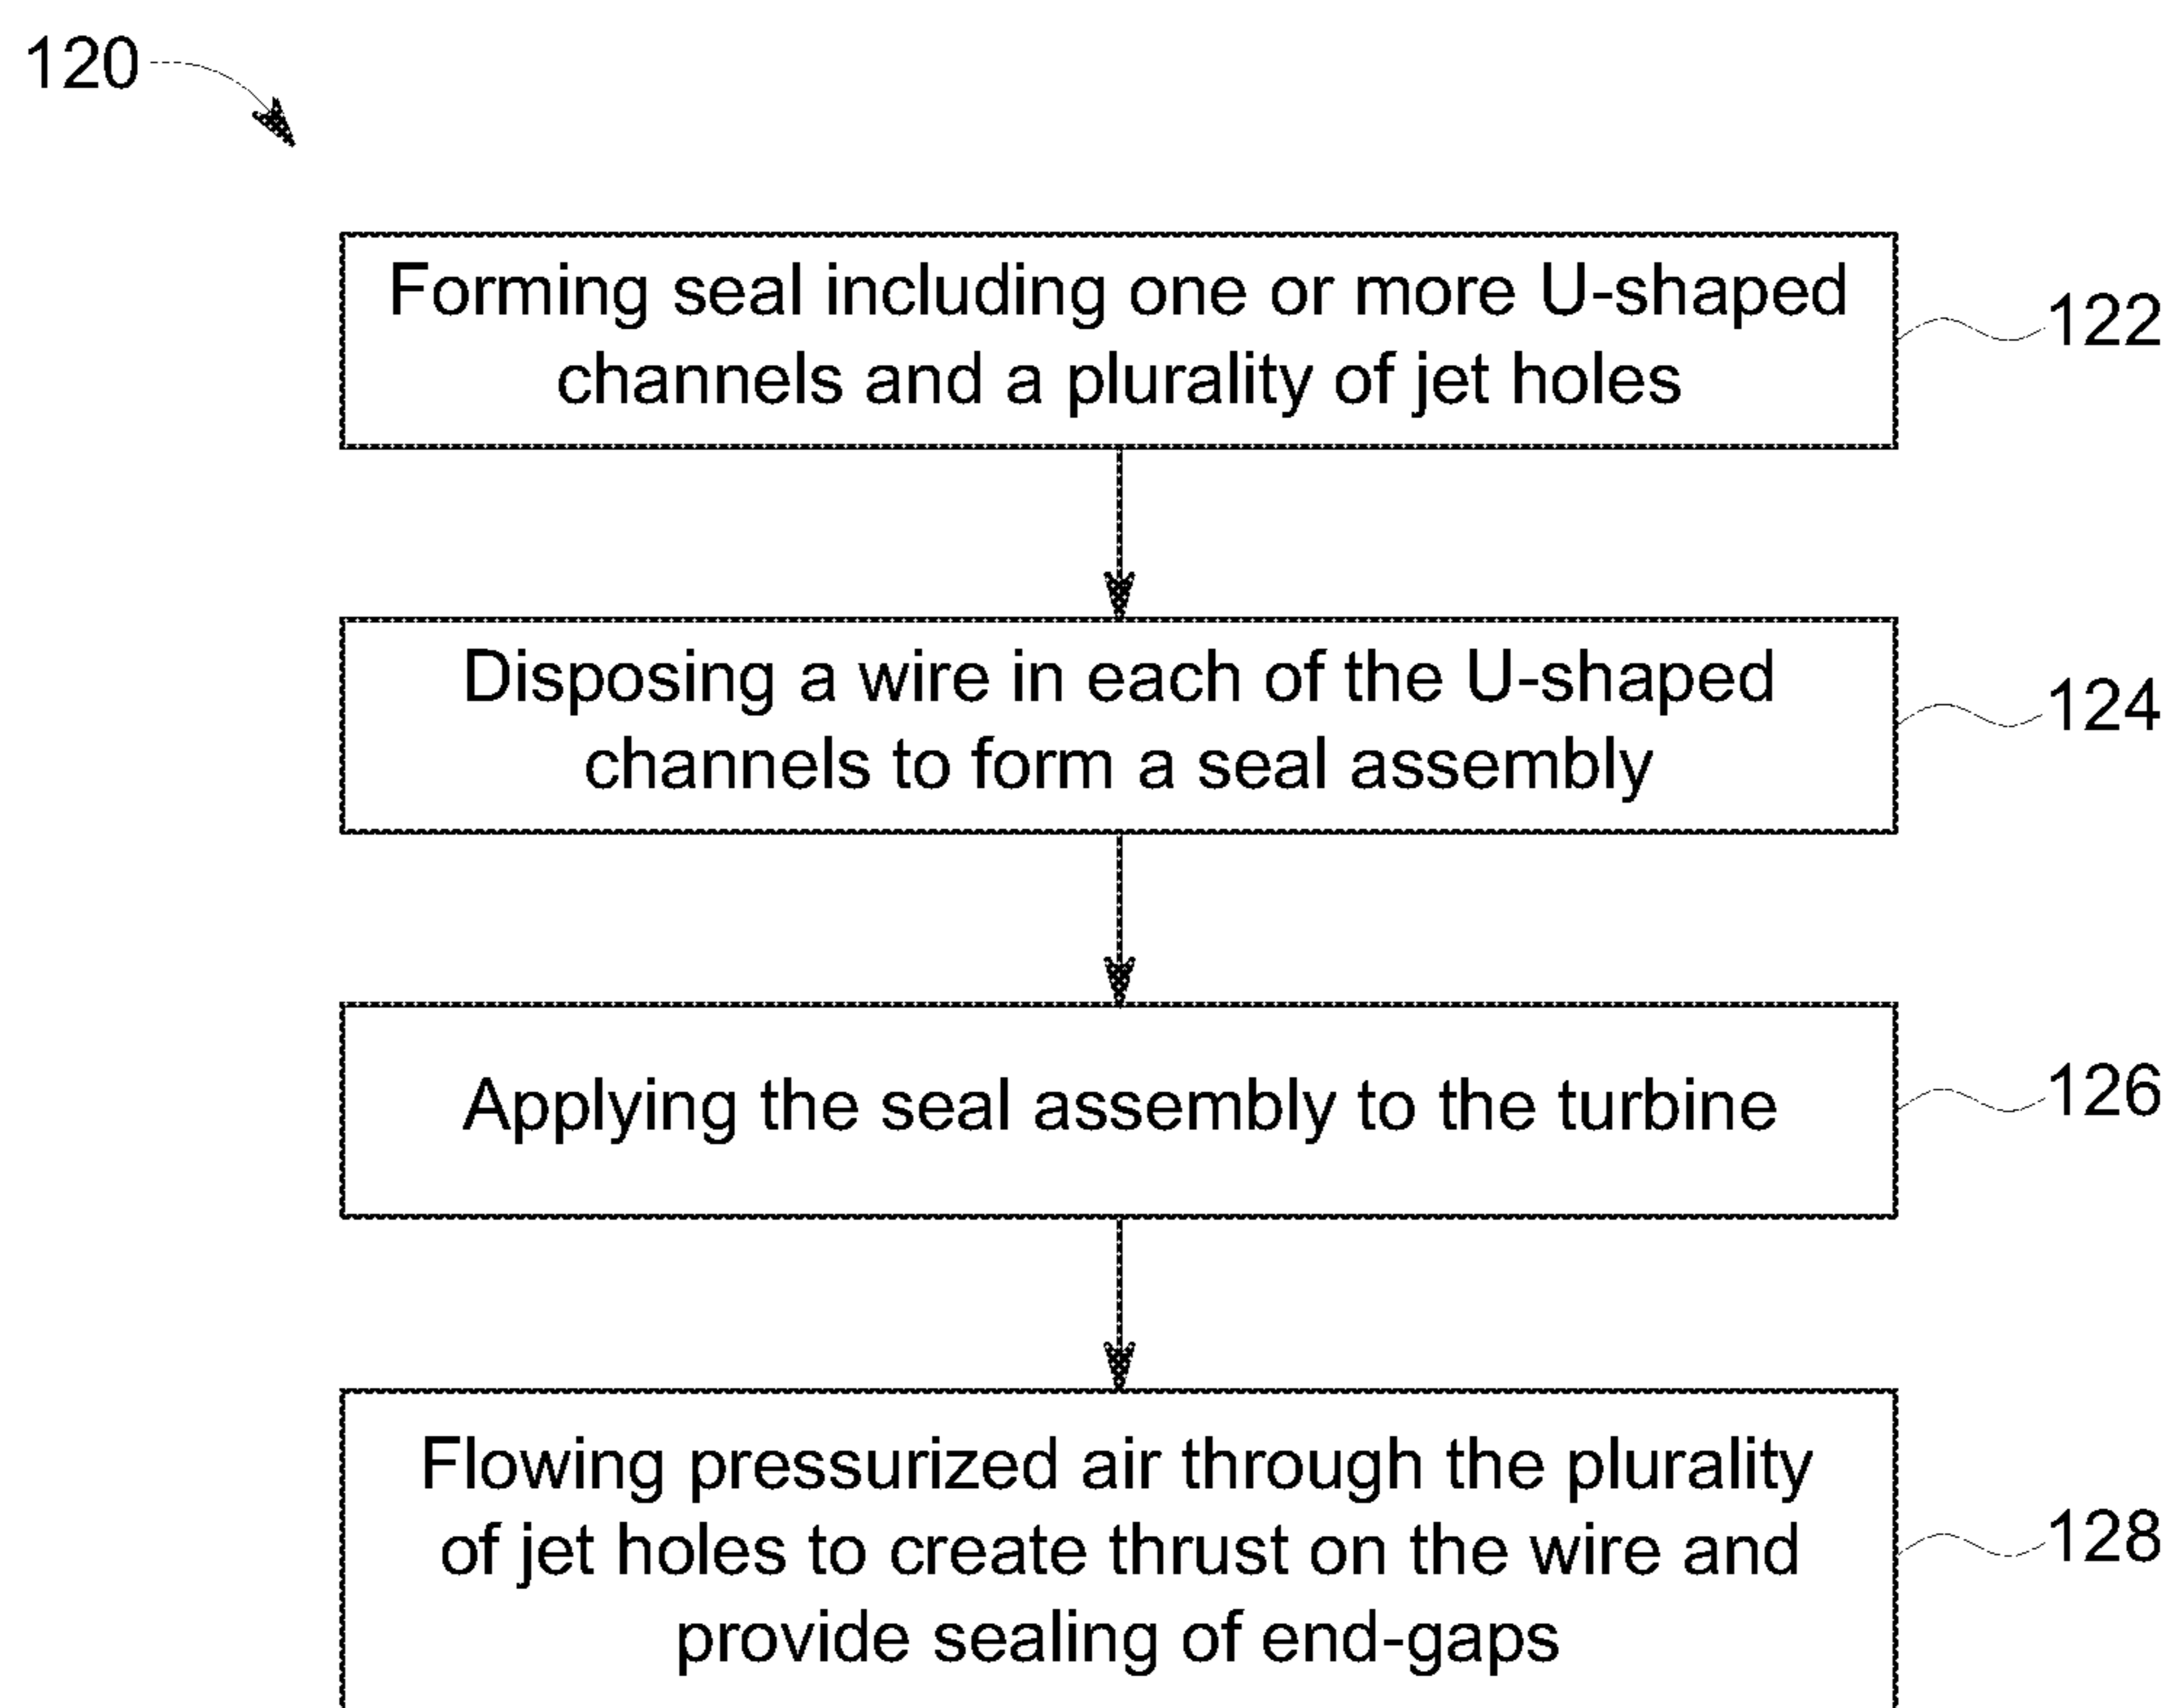 120
Forming seal including one or more U-shaped
channels and a plurality of jet holes
122
Disposing a wire in each of the U-shaped
channels to form a seal assembly
124
Applying the seal assembly to the turbine
126
Flowing pressurized air through the plurality
of jet holes to create thrust on the wire and
provide sealing of end-gaps
128